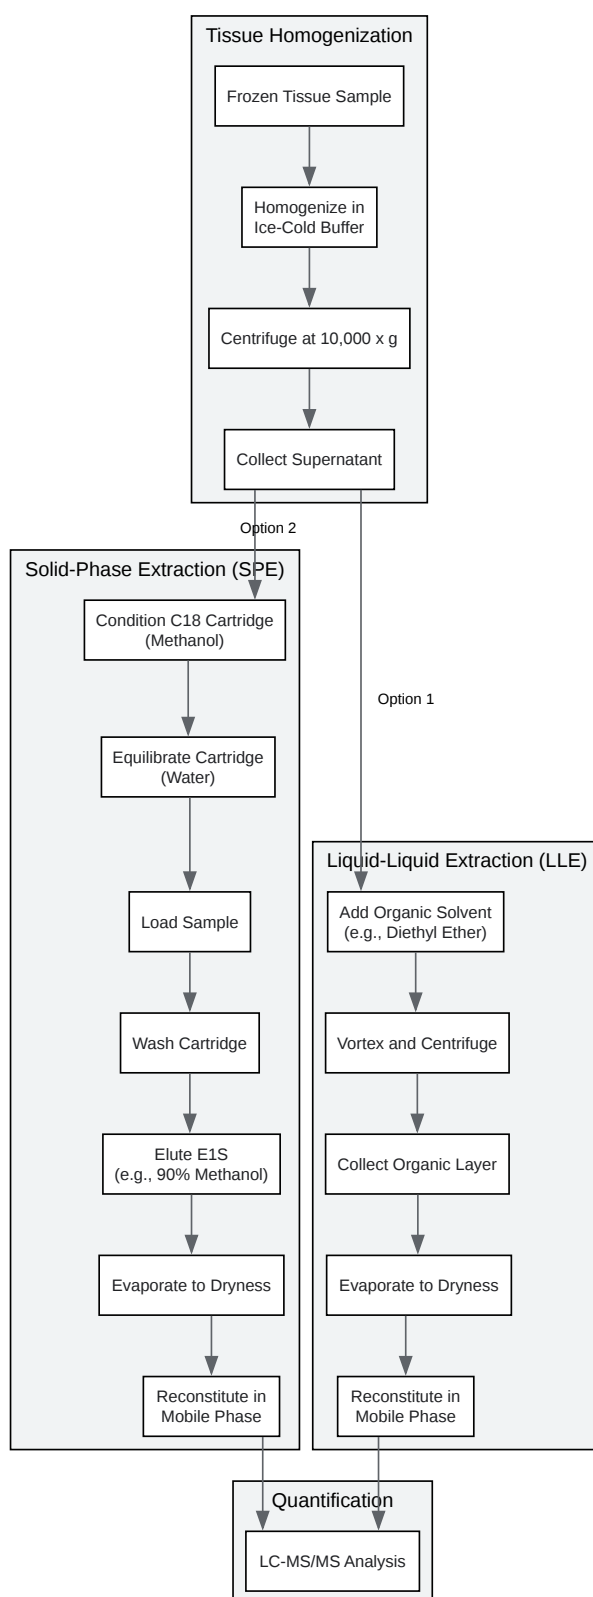 Tissue Homogenization
Frozen Tissue Sample
Homogenize in
Ice-Cold Buffer
Centrifuge at 10,000 x g
Collect Supernatant
Option 2
Solid-Phase Extraction (SPE)
Condition C18 Cartridge
(Methanol)
Equilibrate Cartridge
(Water)
Load Sample
Wash Cartridge
Elute E1S
(e.g., 90% Methanol)
Evaporate to Dryness
Reconstitute in
Mobile Phase
Option 1
Liquid-Liquid Extraction (LLE)
Add Organic Solvent
(e.g., Diethyl Ether)
Vortex and Centrifuge
Collect Organic Layer
Evaporate to Dryness
Reconstitute in
Mobile Phase
Quantification
LC-MS/MS Analysis